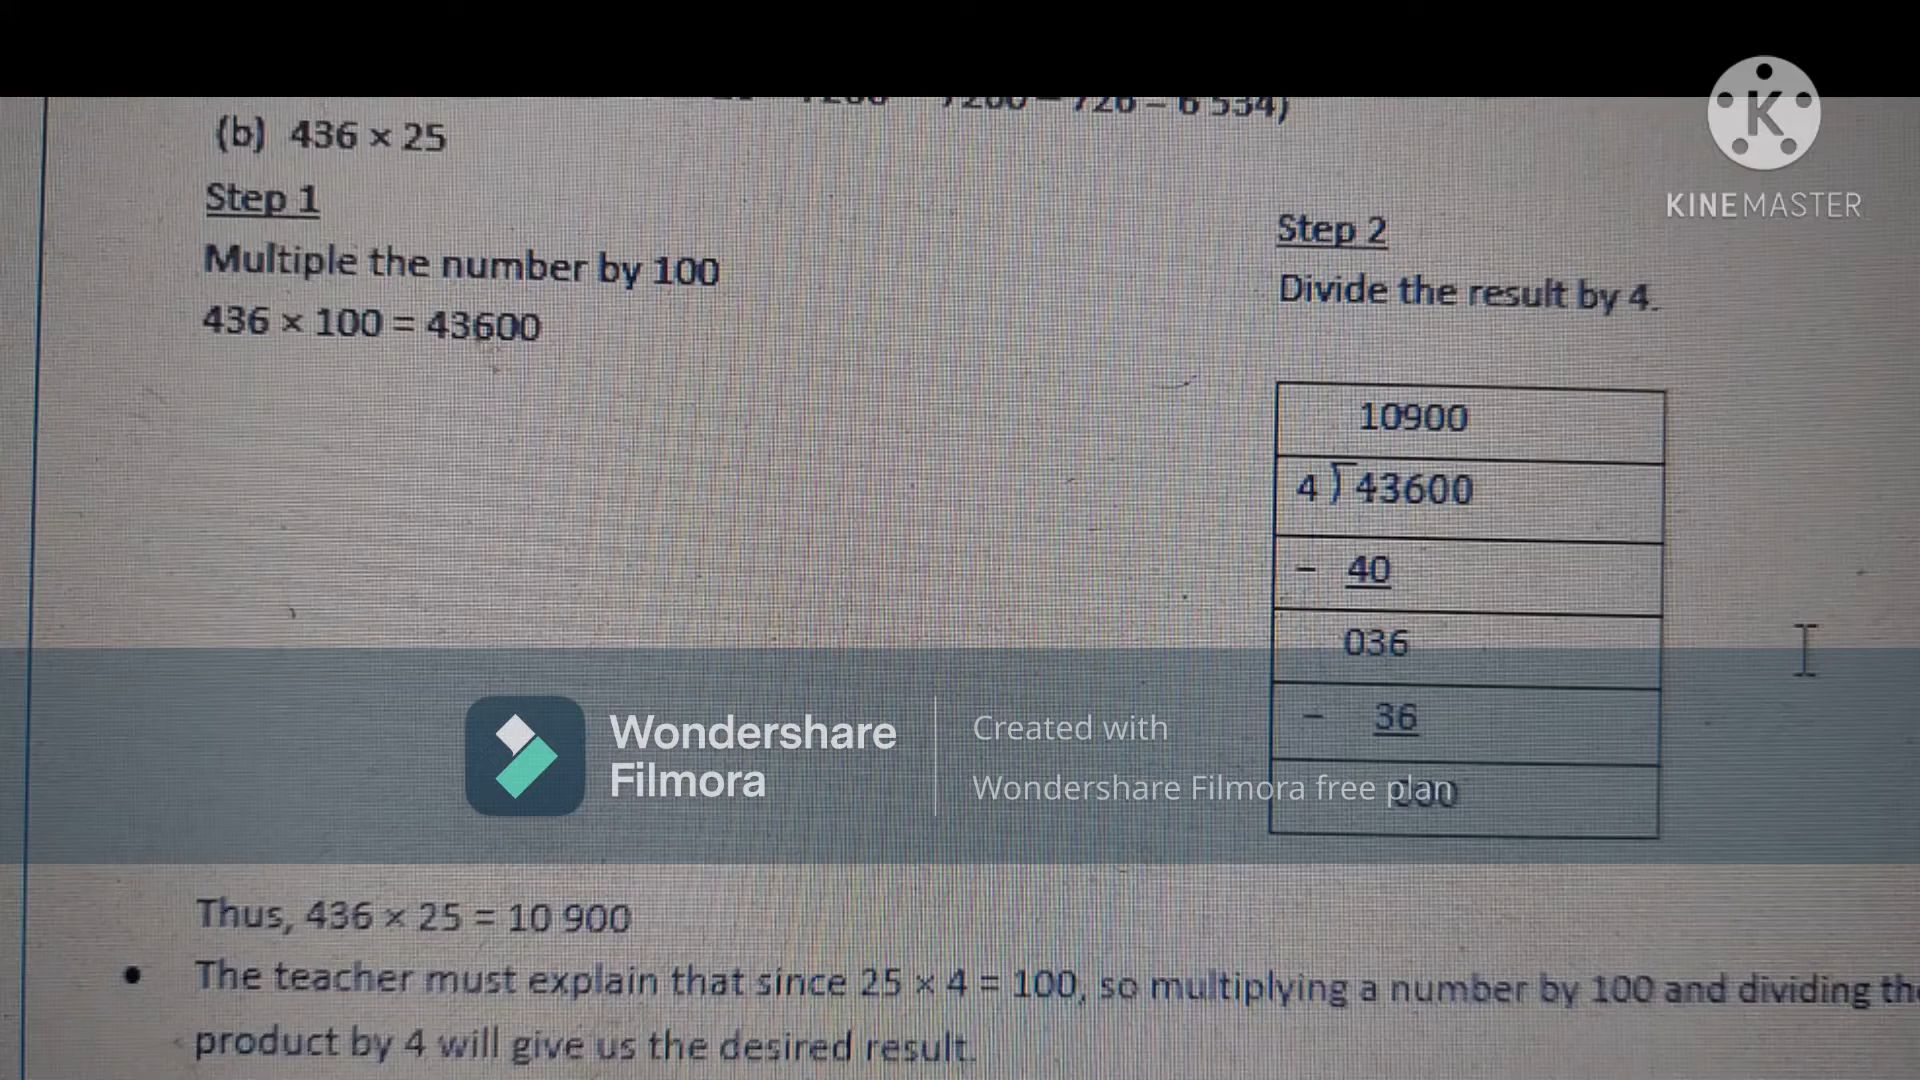 (b) 436 × 25
Step 1
Multiple the number by 100
436 × 100 = 43600
Step 2
Divide the result by 4.
10900
4 ) 43600
- 40
036
- 36
Thus, 436 × 25 = 10 900
• The teacher must explain that since 25 × 4 = 100, so multiplying a number by 100 and dividing the
product by 4 will give us the desired result.
K
KINEMASTER
Wondershare
Filmora
Created with
Wondershare Filmora free plan